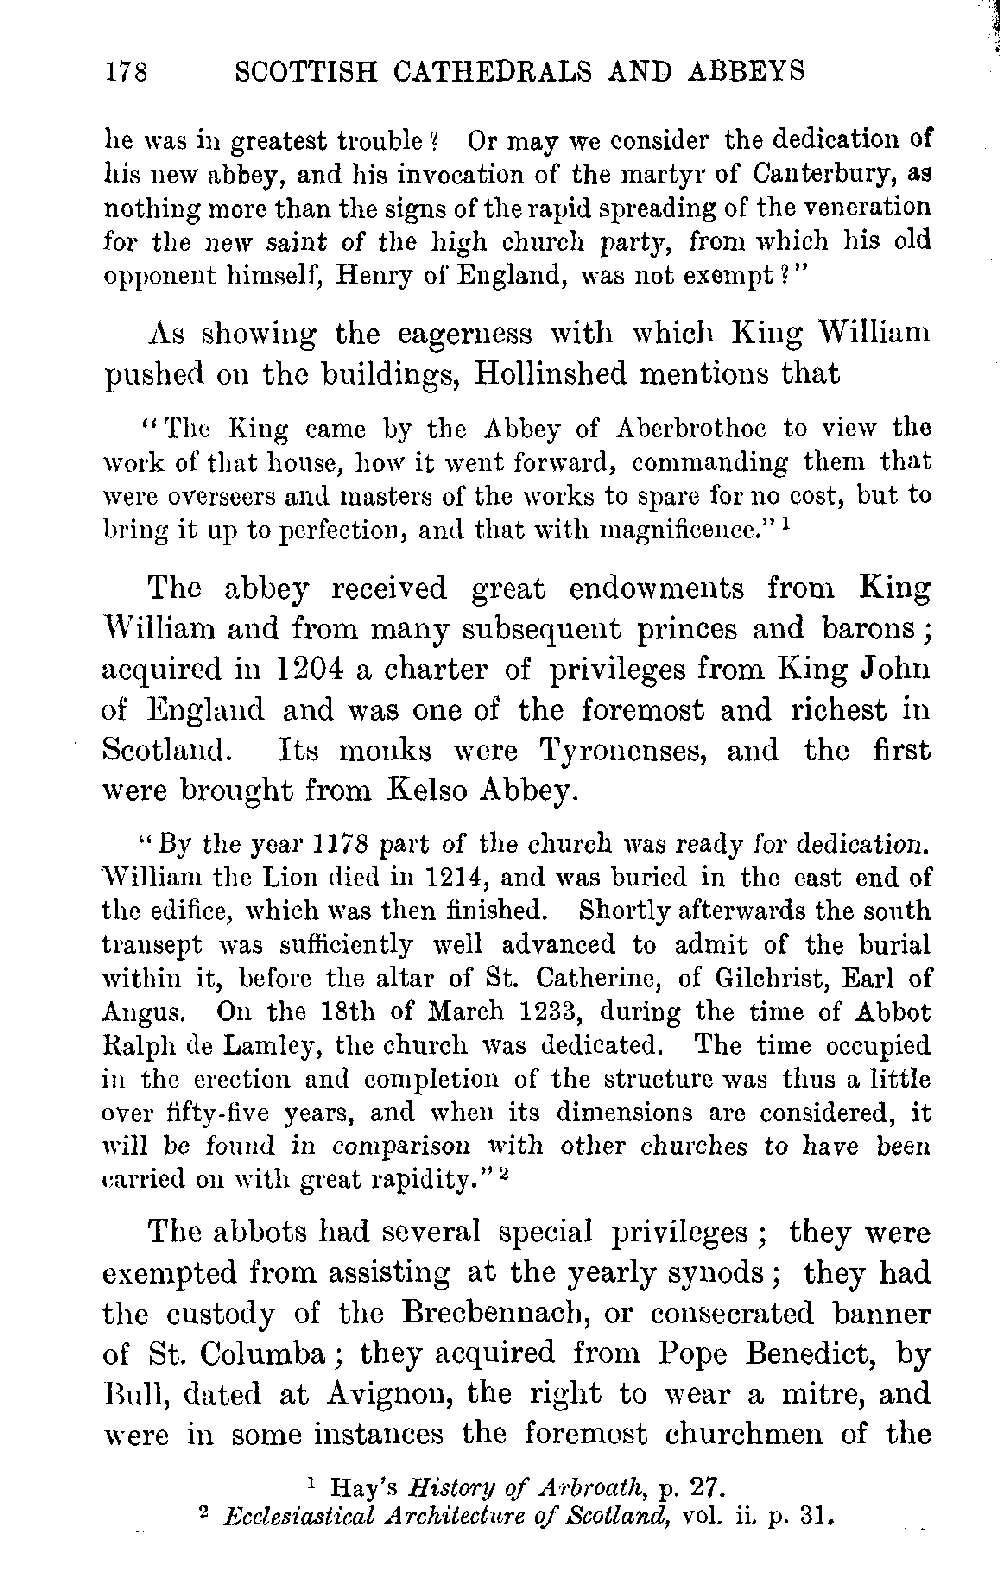 178 SCOTTISH CATHEDRALS AND ABBEYS
he was in greatest trouble? Or may we consider the dedication of
his new abbey, and his invocation of the martyr of Canterbury, as
nothing more than the signs of the rapid spreading of the veneration
for the new saint of the high church party, from which his old
opponent himself, Henry of England, was not exempt?"
As showing the eagerness with which King William
pushed on the buildings, Hollinshed mentions that
"The King came by the Abbey of Aberbrothoc to view the
work of that house, how it went forward, commanding them that
were overseers and masters of the works to spare for no cost, but to
bring it up to perfection, and that with magnificence." 1
The abbey received great endowments from King
William and from many subsequent princes and barons;
acquired in 1204 a charter of privileges from King John
of England and was one of the foremost and richest in
Scotland. Its monks were Tyronenses, and the first
were brought from Kelso Abbey.
"By the year 1178 part of the church was ready for dedication.
William the Lion died in 1214, and was buried in the east end of
the edifice, which was then finished. Shortly afterwards the south
transept was sufficiently well advanced to admit of the burial
within it, before the altar of St. Catherine, of Gilchrist, Earl of
Angus. On the 18th of March 1233, during the time of Abbot
Ralph de Lamley, the church was dedicated. The time occupied
in the erection and completion of the structure was thus a little
over fifty-five years, and when its dimensions are considered, it
will be found in comparison with other churches to have been
carried on with great rapidity." 2
The abbots had several special privileges; they were
exempted from assisting at the yearly synods; they had
the custody of the Brecbennach, or consecrated banner
of St. Columba; they acquired from Pope Benedict, by
Bull, dated at Avignon, the right to wear a mitre, and
were in some instances the foremost churchmen of the
1 Hay's History of Arbroath, p. 27.
2 Ecclesiastical Architecture of Scotland, vol. ii. p. 31.